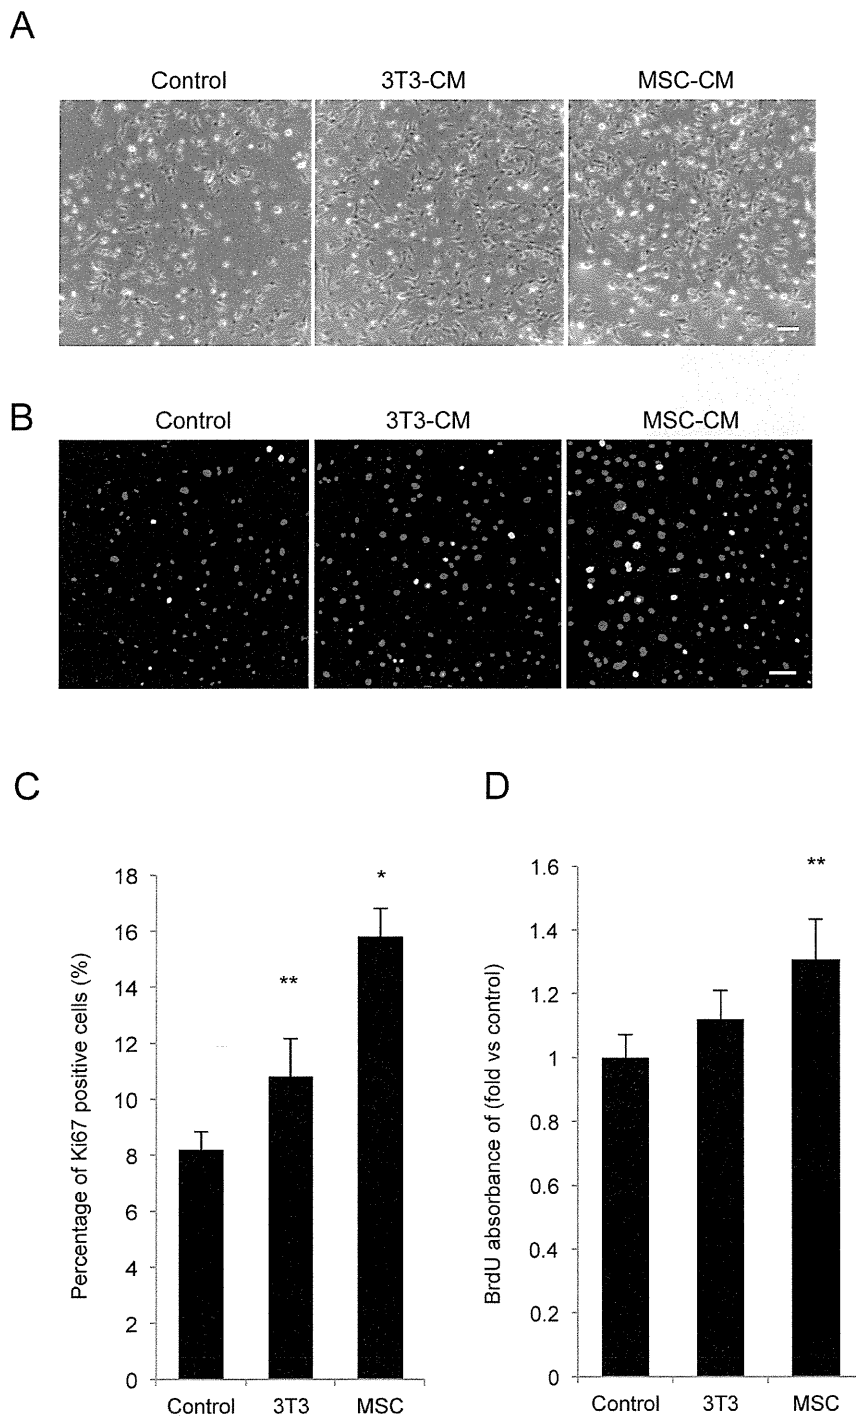 A
Control 3T3-CM MSC-CM
B
Control 3T3-CM MSC-CM
C
D
Percentage of Ki67 positive cells (%)
18
16
14
12
10
8
6
4
2
0
**
*
Control 3T3 MSC
BrdU absorbance of (fold vs control)
1.6
1.4
1.2
1
0.8
0.6
0.4
0.2
0
**
Control 3T3 MSC